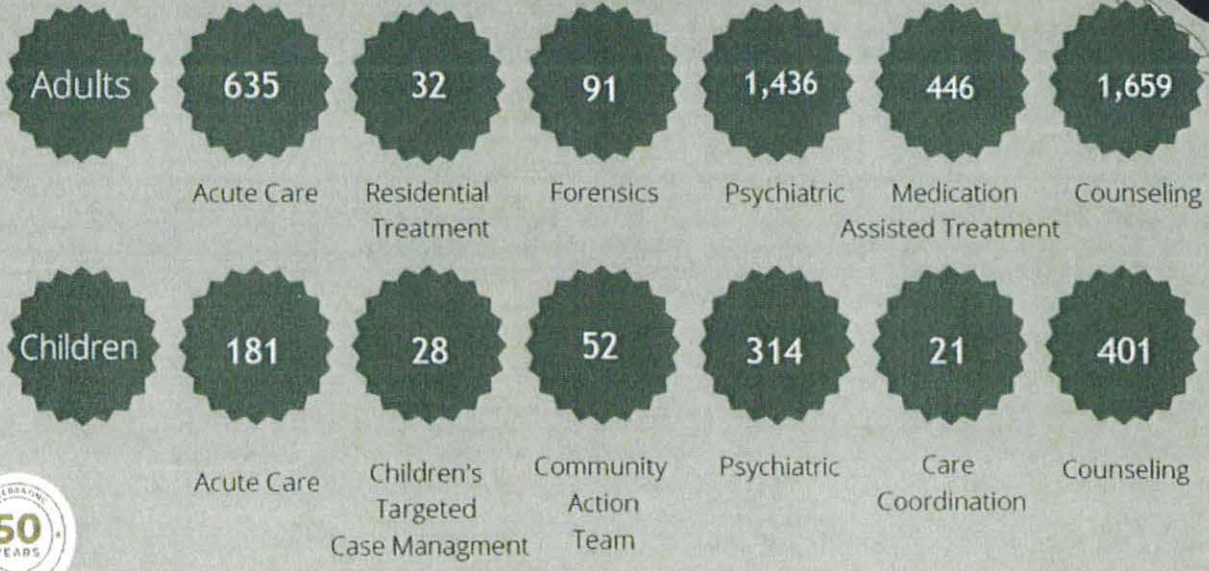 Adults
635
32
91
1,436
446
1,659
Acute Care
Residential
Treatment
Forensics
Psychiatric
Medication
Assisted Treatment
Counseling
Children
181
28
52
314
21
401
Acute Care
Children's
Targeted
Case Managment
Community
Action
Team
Psychiatric
Care
Coordination
Counseling
50
YEARS